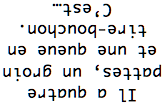 Il a quatre
pattes, un groin
et une queue en
tire-bouchon.
C'est…